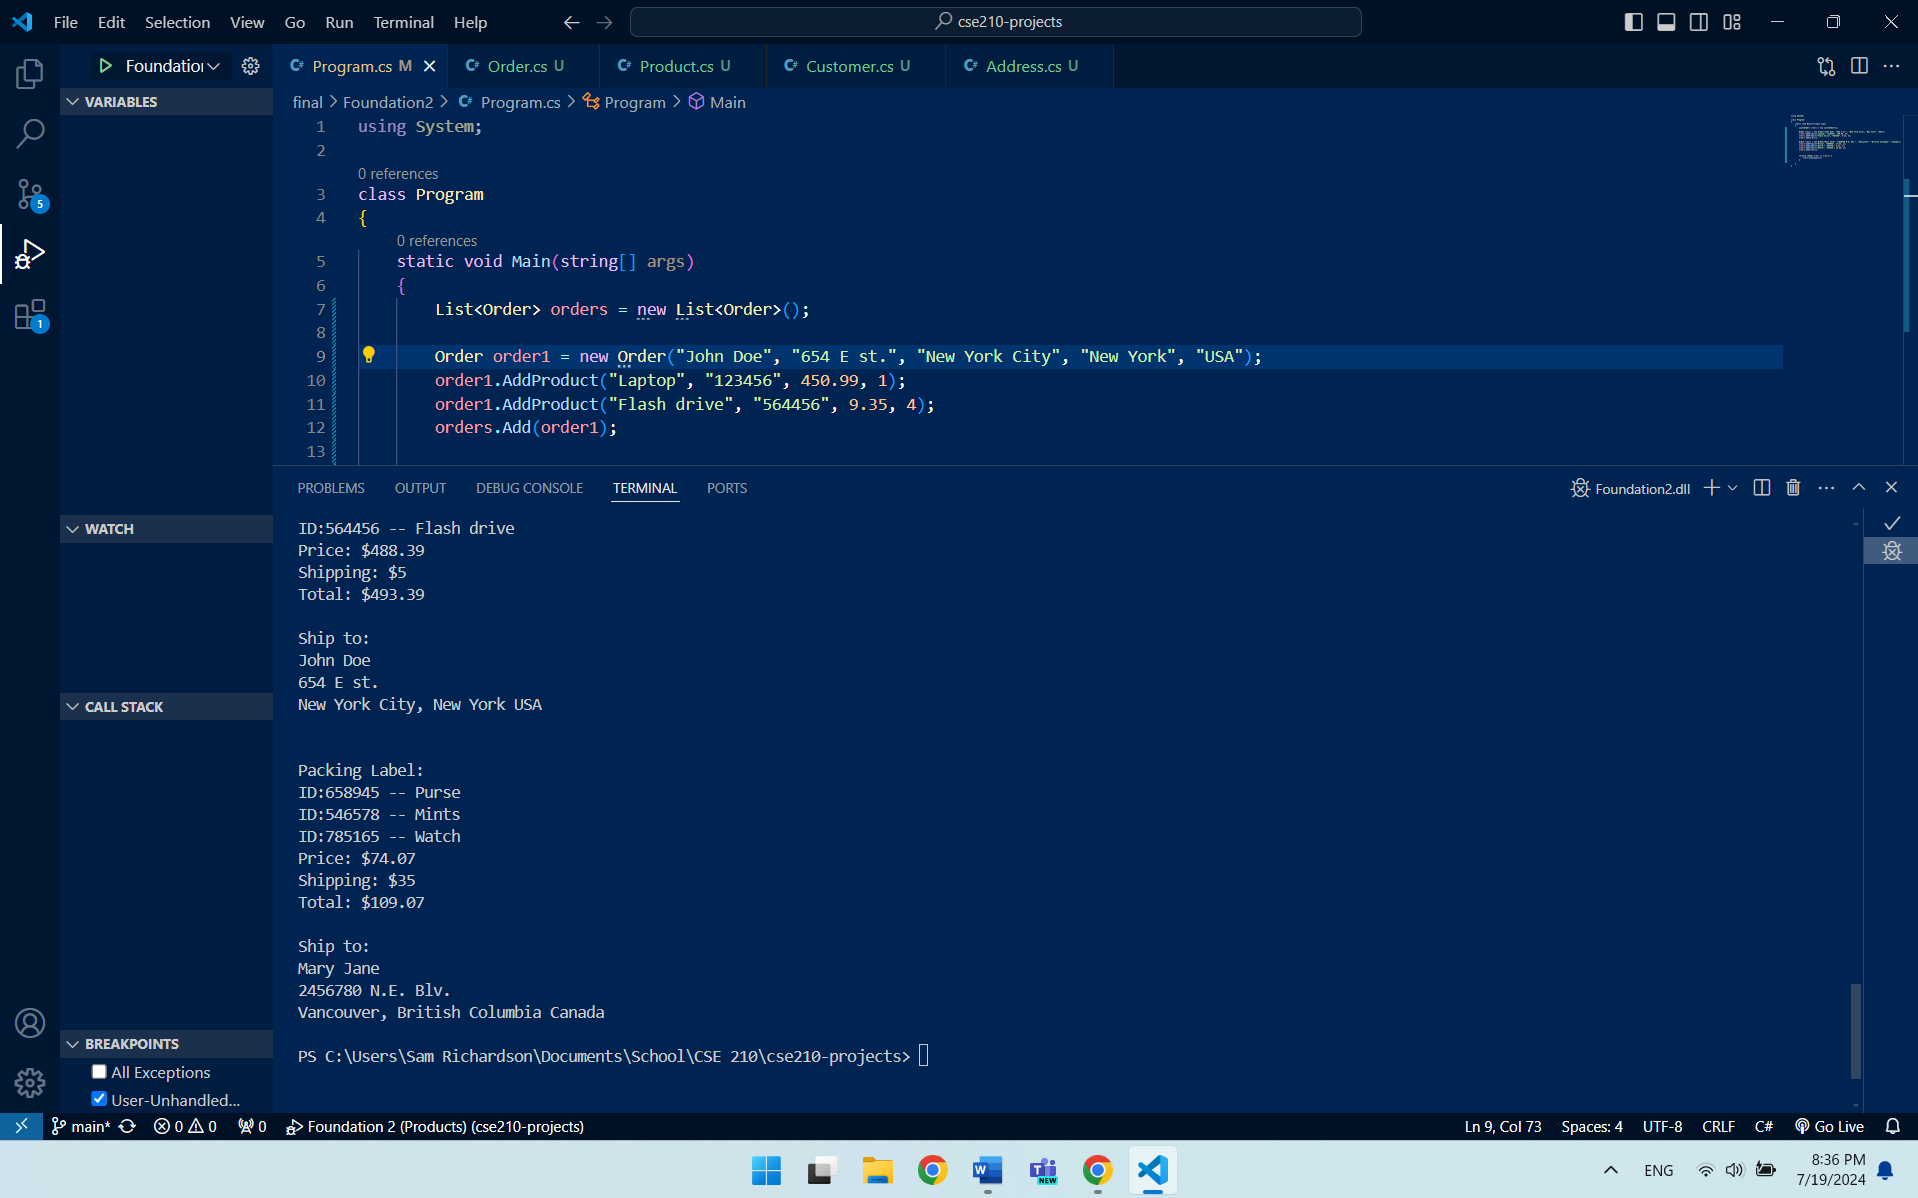 File Edit Selection View Go Run Terminal Help
cse210-projects
Foundation
Program.cs M
Order.cs U
Product.cs U
Customer.cs U
Address.cs U
VARIABLES
final > Foundation2 > Program.cs > Program > Main
1 using System;
2
0 references
3 class Program
4 {
0 references
5 static void Main(string[] args)
6 {
7 List<Order> orders = new List<Order>();
8
9 Order order1 = new Order("John Doe", "654 E st.", "New York City", "New York", "USA");
10 order1.AddProduct("Laptop", "123456", 450.99, 1);
11 order1.AddProduct("Flash drive", "564456", 9.35, 4);
12 orders.Add(order1);
13
5
1
PROBLEMS OUTPUT DEBUG CONSOLE TERMINAL PORTS
Foundation2.dll
WATCH
CALL STACK
BREAKPOINTS
All Exceptions
User-Unhandled...
ID:564456 -- Flash drive
Price: $488.39
Shipping: $5
Total: $493.39
Ship to:
John Doe
654 E st.
New York City, New York USA
Packing Label:
ID:658945 -- Purse
ID:546578 -- Mints
ID:785165 -- Watch
Price: $74.07
Shipping: $35
Total: $109.07
Ship to:
Mary Jane
2456780 N.E. Blv.
Vancouver, British Columbia Canada
PS C:\Users\Sam Richardson\Documents\School\CSE 210\cse210-projects>
main* 0 0 0 Foundation 2 (Products) (cse210-projects)
Ln 9, Col 73 Spaces: 4 UTF-8 CRLF C# Go Live
W
T
NEW
ENG
8:36 PM
7/19/2024